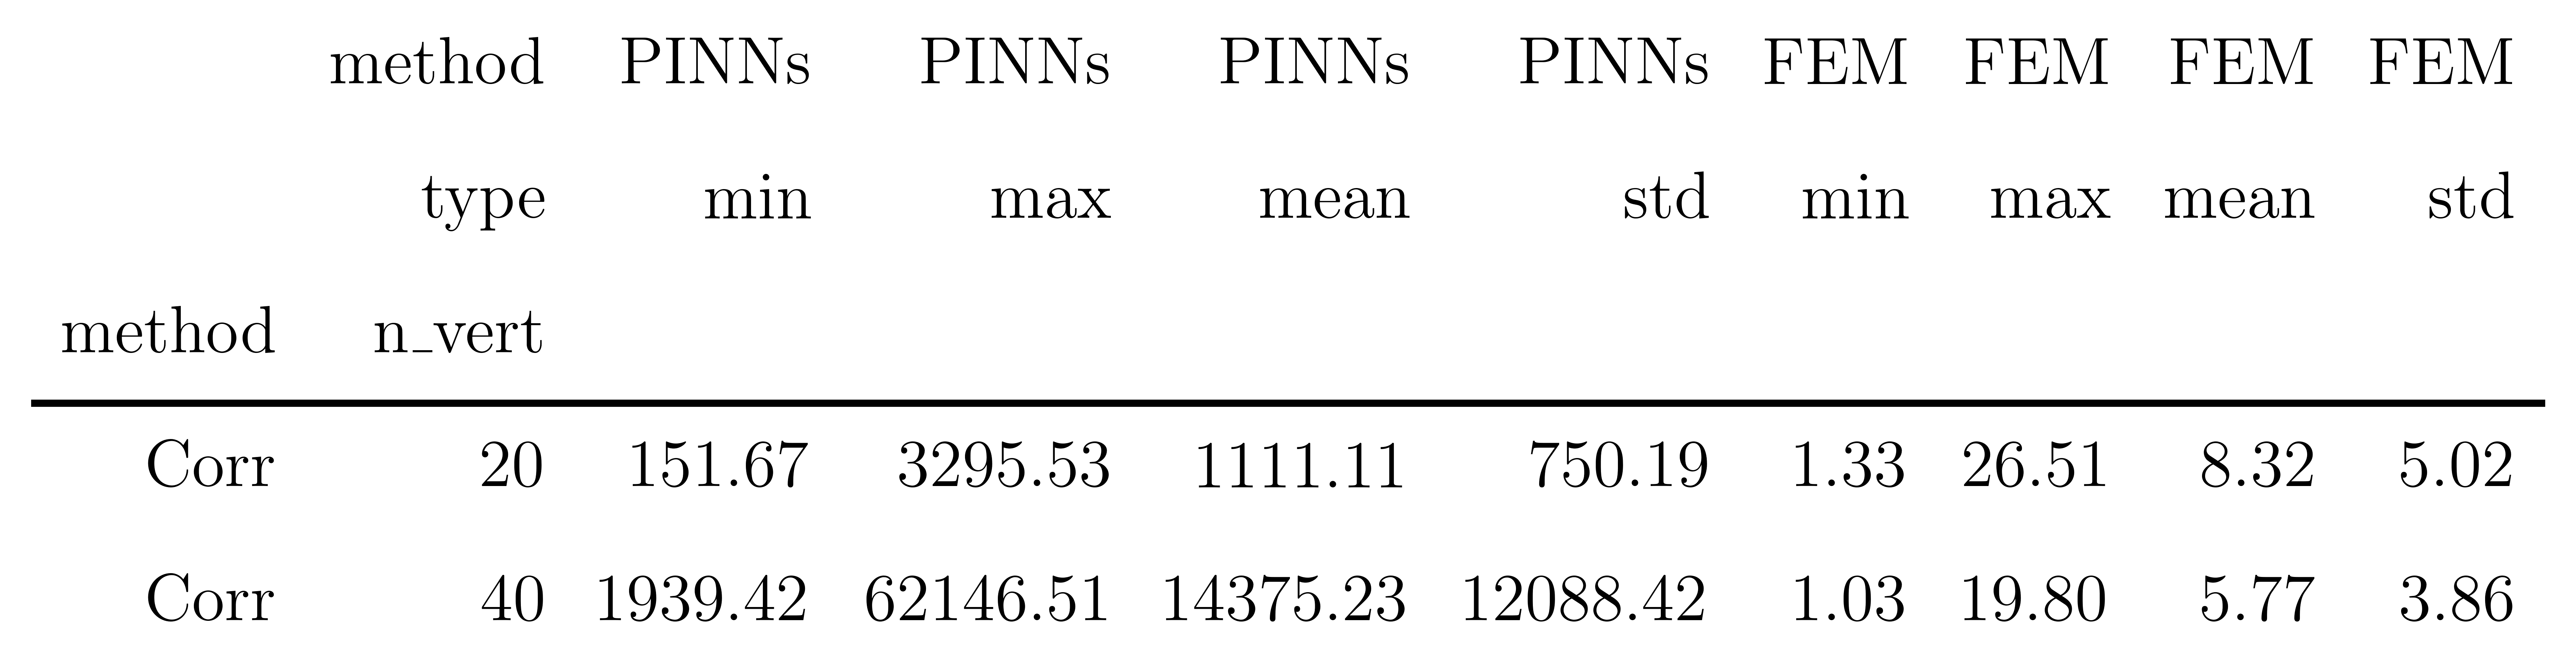 method PINNs PINNs PINNs PINNs FEM FEM FEM FEM
type min max mean std min max mean std
method n_vert
Corr 20 151.67 3295.53 1111.11 750.19 1.33 26.51 8.32 5.02
Corr 40 1939.42 62146.51 14375.23 12088.42 1.03 19.80 5.77 3.86